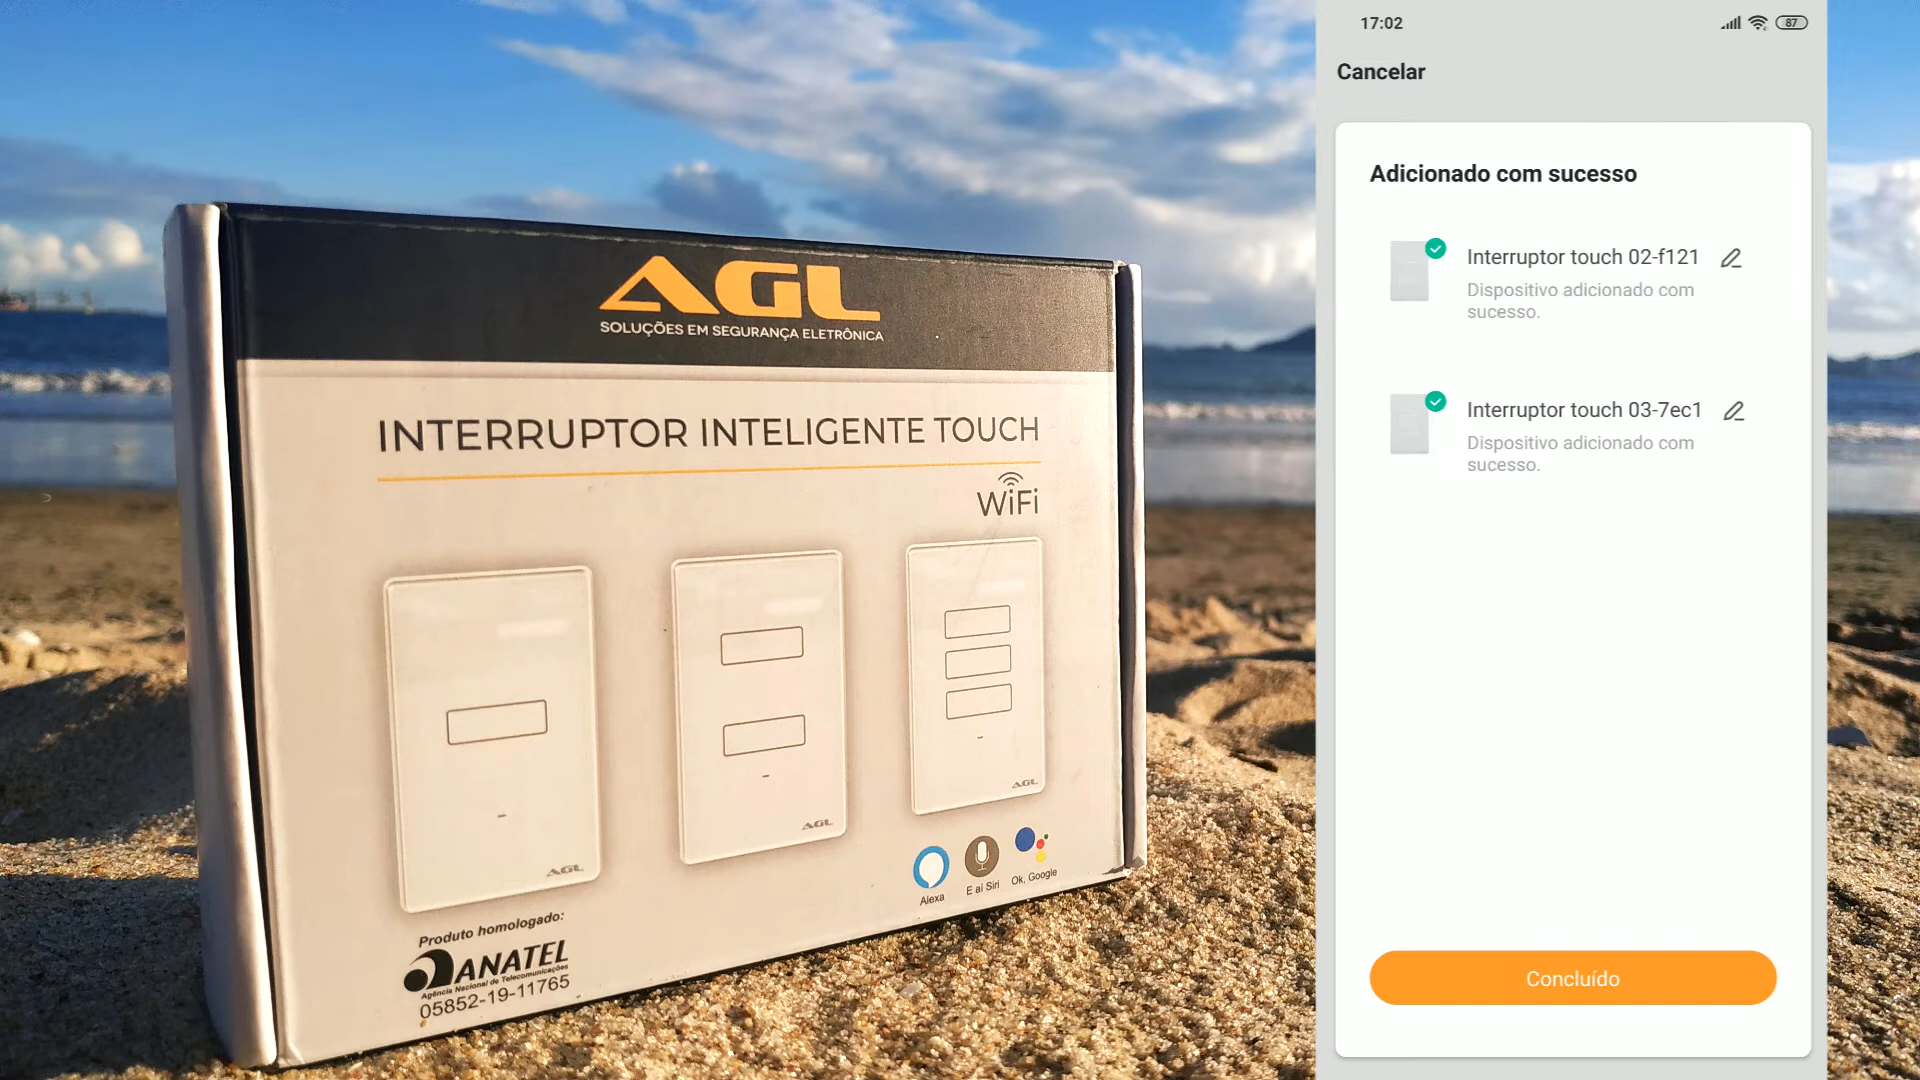 AGL
SOLUÇÕES EM SEGURANÇA ELETRÔNICA
INTERRUPTOR INTELIGENTE TOUCH
WiFi
AGL
AGL
AGL
Alexa
E aí Siri
Ok, Google
Produto homologado:
ANATEL
Agência Nacional de Telecomunicações
05852-19-11765
17:02
87
Cancelar
Adicionado com sucesso
Interruptor touch 02-f121
Dispositivo adicionado com
sucesso.
Interruptor touch 03-7ec1
Dispositivo adicionado com
sucesso.
Concluído